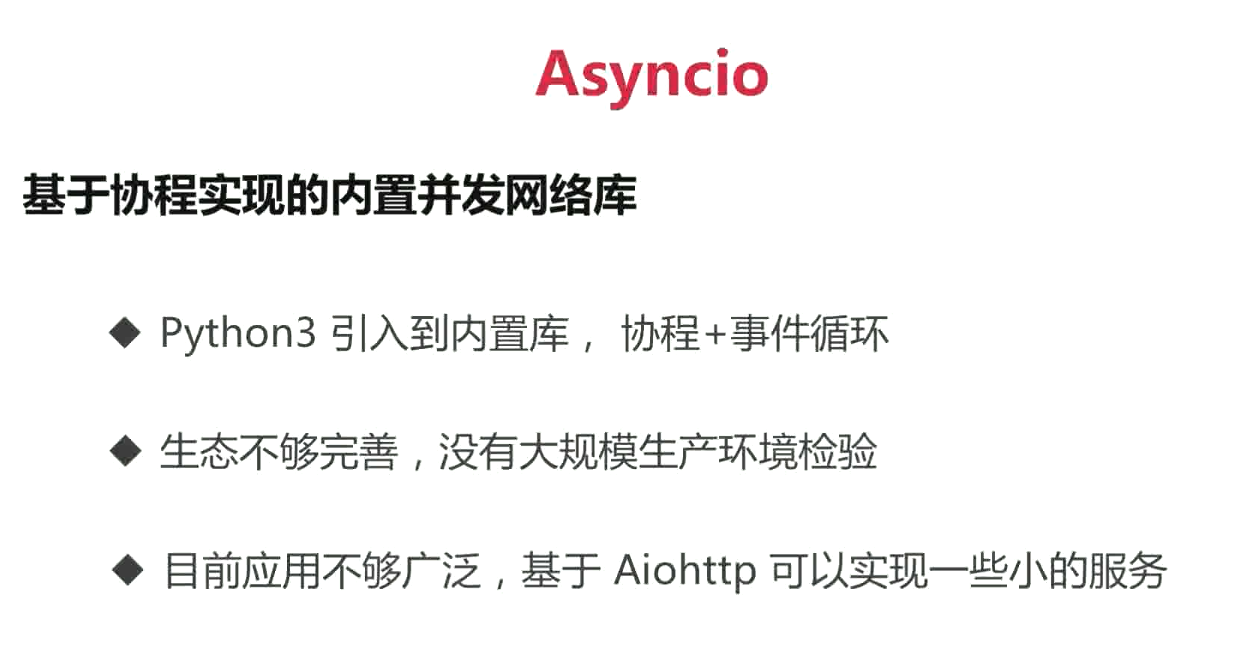 Asyncio
基于协程实现的内置并发网络库
◆ Python3 引入到内置库， 协程+事件循环
◆ 生态不够完善，没有大规模生产环境检验
◆ 目前应用不够广泛，基于 Aiohttp 可以实现一些小的服务